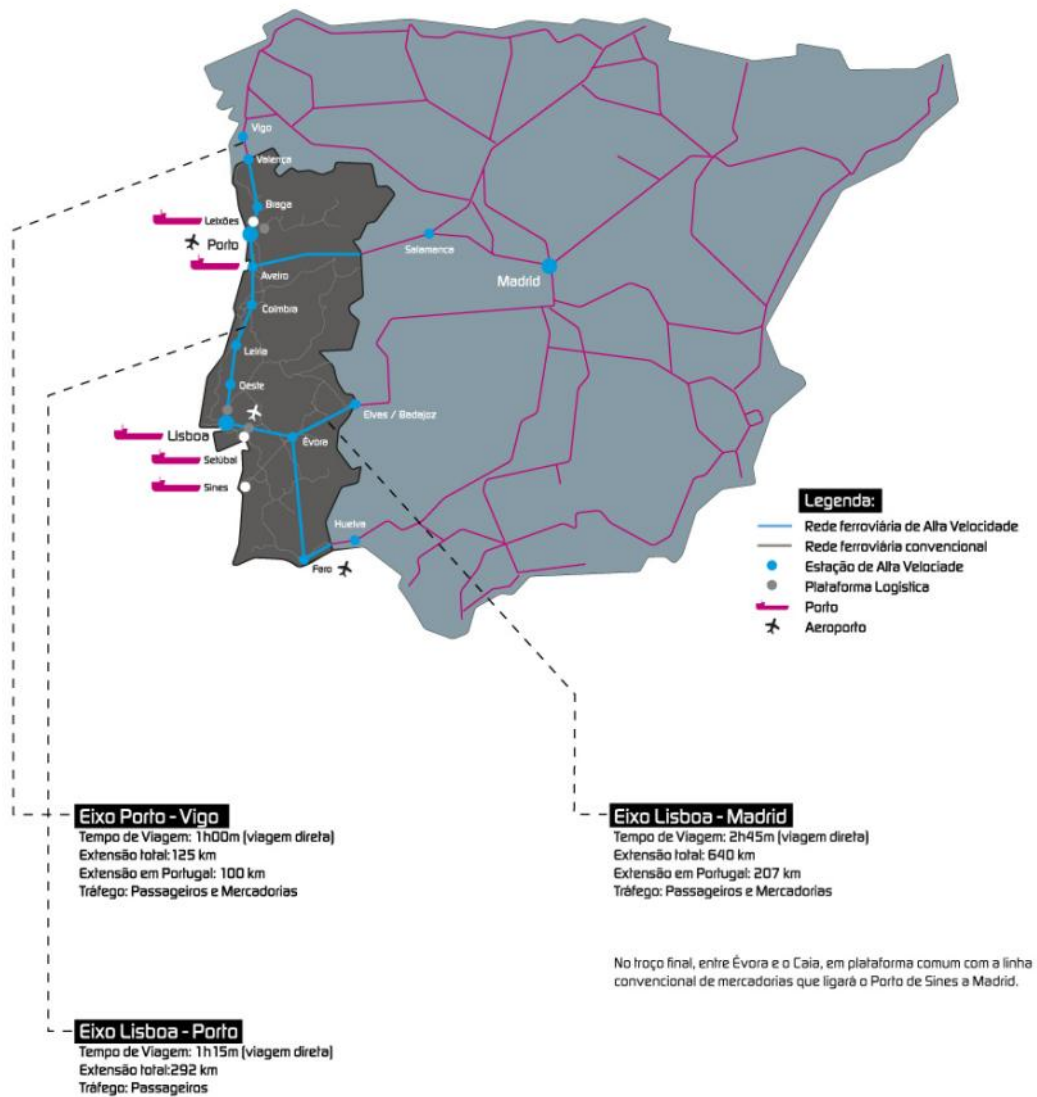 Vigo
Valença
Braga
Leixões
Porto
Aveiro
Salamanca
Madrid
Coimbra
Leiria
Oeste
Elvas / Badajoz
Lisboa
Évora
Setúbal
Sines
Huelva
Faro
Legenda:
Rede ferroviária de Alta Velocidade
Rede ferroviária convencional
Estação de Alta Velociade
Plataforma Logística
Porto
Aeroporto
Eixo Porto - Vigo
Tempo de Viagem: 1h00m (viagem direta)
Extensão total: 125 km
Extensão em Portugal: 100 km
Tráfego: Passageiros e Mercadorias
Eixo Lisboa - Madrid
Tempo de Viagem: 2h45m (viagem direta)
Extensão total: 640 km
Extensão em Portugal: 207 km
Tráfego: Passageiros e Mercadorias
No troço final, entre Évora e o Caia, em plataforma comum com a linha
convencional de mercadorias que ligará o Porto de Sines a Madrid.
Eixo Lisboa - Porto
Tempo de Viagem: 1h15m (viagem direta)
Extensão total:292 km
Tráfego: Passageiros